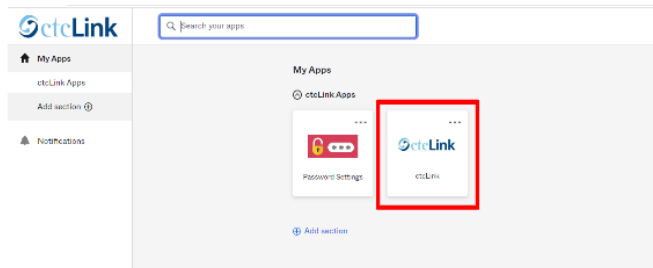 ctcLink
Search your apps
My Apps
ctcLink Apps
Add section
Notifications
My Apps
ctcLink Apps
Password Settings
ctcLink
ctcLink
Add section